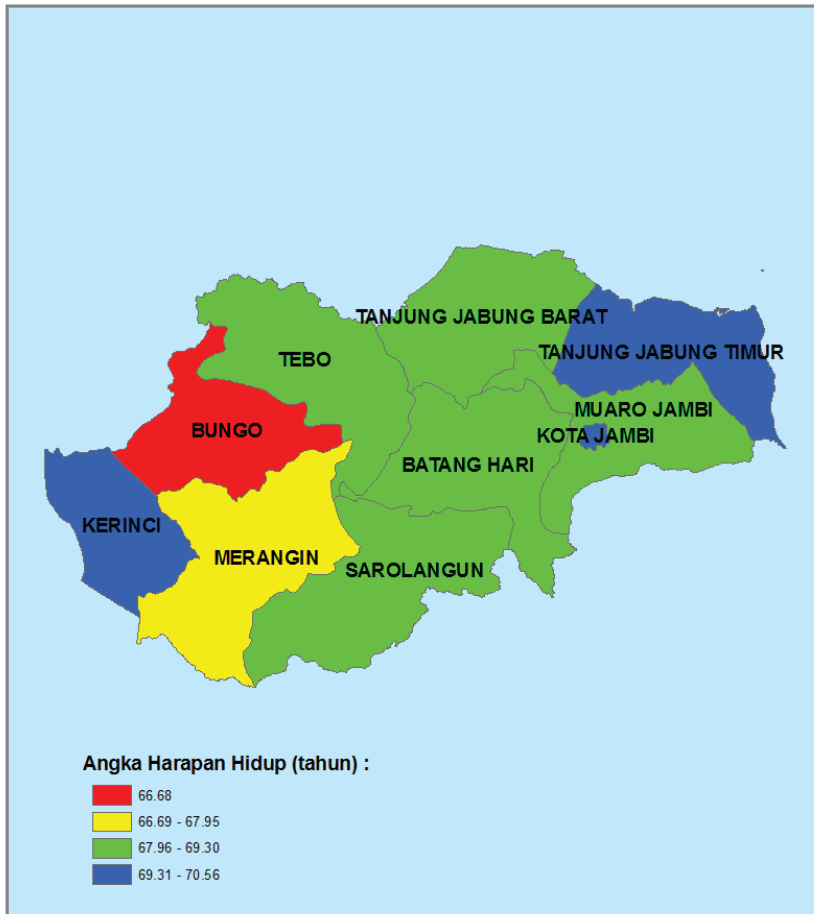 TANJUNG JABUNG BARAT
TANJUNG JABUNG TIMUR
TEBO
MUARO JAMBI
BUNGO
KOTA JAMBI
BATANG HARI
KERINCI
MERANGIN
SAROLANGUN
Angka Harapan Hidup (tahun) :
66.68
66.69 - 67.95
67.96 - 69.30
69.31 - 70.56